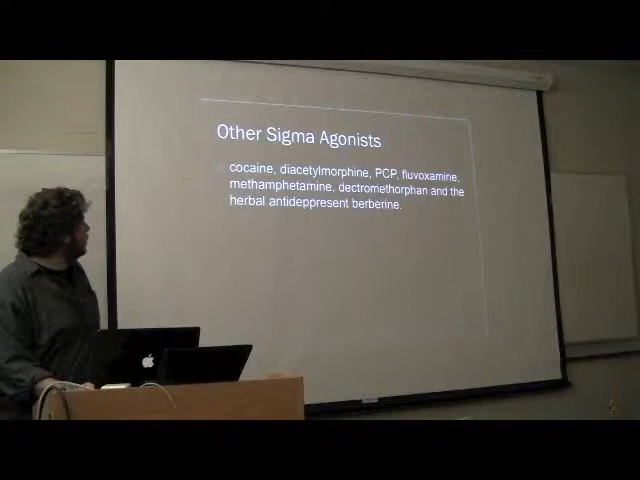 Other Sigma Agonists
cocaine, diacetylmorphine, PCP, fluvoxamine,
methamphetamine, dectromethorphan and the
herbal antideppresent berberine.